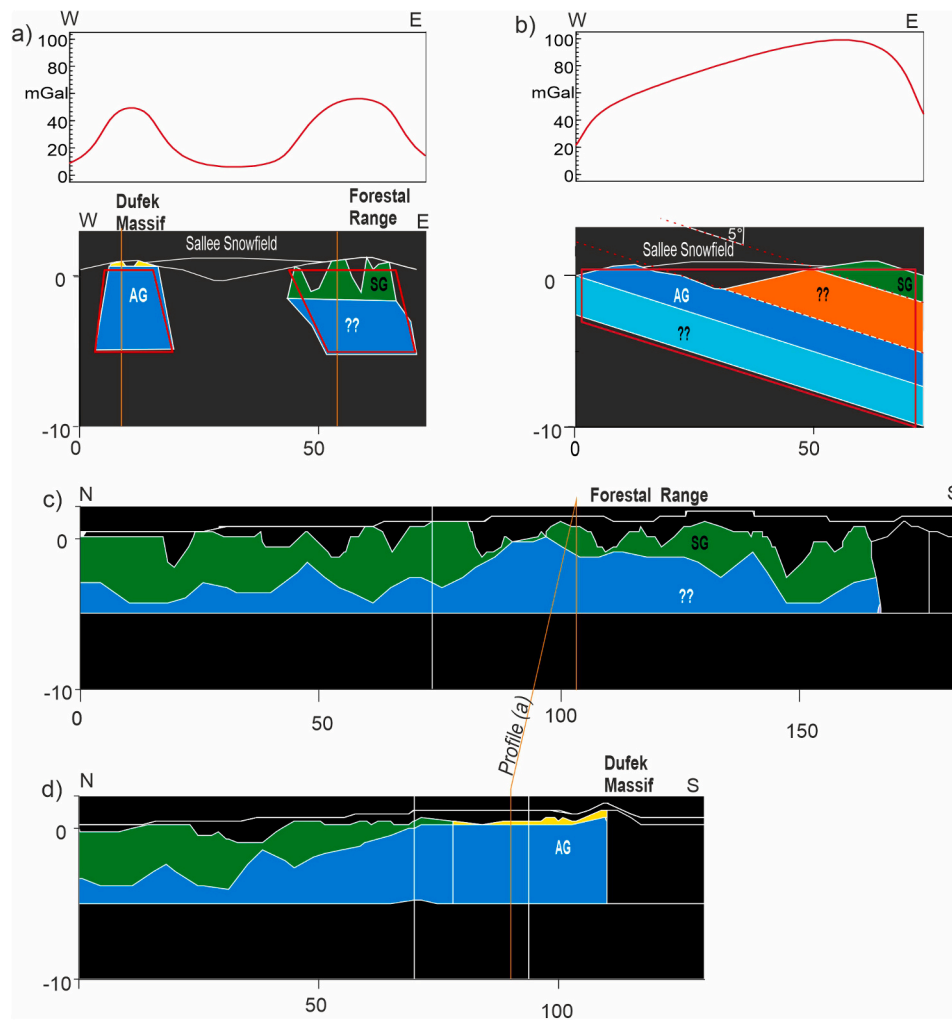 a)
W
E
100
80
mGal
60
40
20
0
Dufek
Massif
Forestal
Range
W
E
Sallee Snowfield
0
AG
SG
??
-10
0
50
b)
W
E
100
80
mGal
60
40
20
0
5°
Sallee Snowfield
0
AG
??
SG
??
-10
0
50
c)
N
Forestal Range
S
0
SG
??
-10
0
50
100
150
Profile (a)
d)
N
Dufek
Massif
S
0
AG
-10
50
100